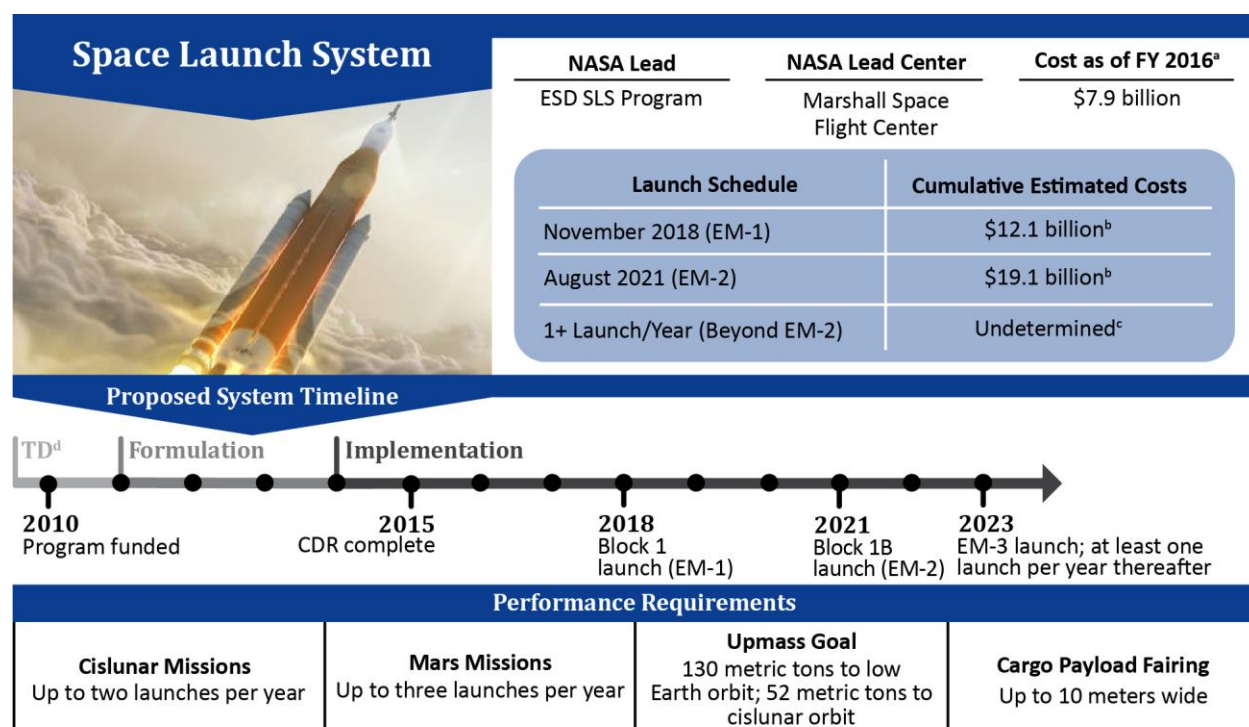 Space Launch System
NASA Lead
ESD SLS Program
NASA Lead Center
Marshall Space
Flight Center
Cost as of FY 2016ᵃ
$7.9 billion
Launch Schedule
Cumulative Estimated Costs
November 2018 (EM-1)
$12.1 billionᵇ
August 2021 (EM-2)
$19.1 billionᵇ
1+ Launch/Year (Beyond EM-2)
Undeterminedᶜ
Proposed System Timeline
TDᵈ
Formulation
Implementation
2010
Program funded
2015
CDR complete
2018
Block 1
launch (EM-1)
2021
Block 1B
launch (EM-2)
2023
EM-3 launch; at least one
launch per year thereafter
Performance Requirements
Cislunar Missions
Up to two launches per year
Mars Missions
Up to three launches per year
Upmass Goal
130 metric tons to low
Earth orbit; 52 metric tons to
cislunar orbit
Cargo Payload Fairing
Up to 10 meters wide